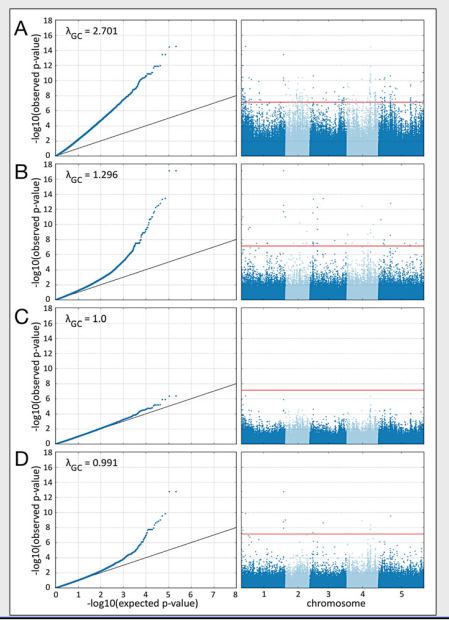 A
λGC = 2.701
-log10(observed p-value)
18
16
14
12
10
8
6
4
2
0
B
λGC = 1.296
-log10(observed p-value)
18
16
14
12
10
8
6
4
2
0
C
λGC = 1.0
-log10(observed p-value)
18
16
14
12
10
8
6
4
2
0
D
λGC = 0.991
-log10(observed p-value)
18
16
14
12
10
8
6
4
2
0
0 1 2 3 4 5 6 7 8
1 2 3 4 5
-log10(expected p-value)
chromosome